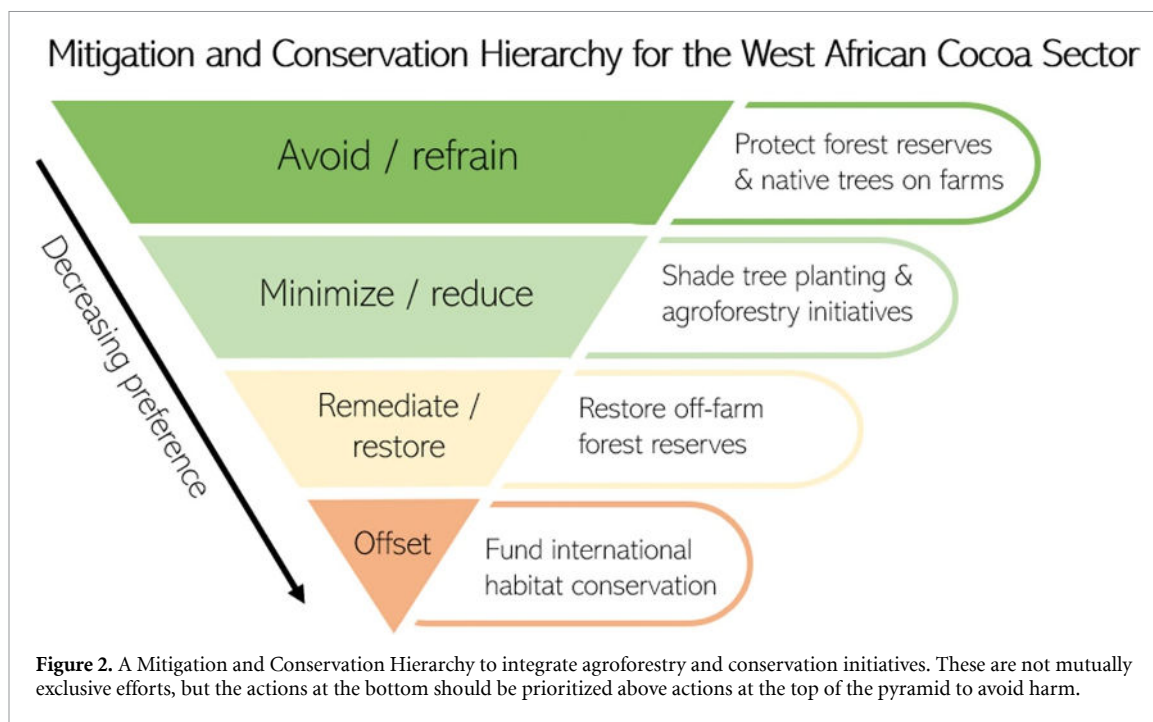 Mitigation and Conservation Hierarchy for the West African Cocoa Sector
Avoid / refrain
Protect forest reserves
& native trees on farms
Decreasing preference
Minimize / reduce
Shade tree planting &
agroforestry initiatives
Remediate /
restore
Restore off-farm
forest reserves
Offset
Fund international
habitat conservation
Figure 2. A Mitigation and Conservation Hierarchy to integrate agroforestry and conservation initiatives. These are not mutually
exclusive efforts, but the actions at the bottom should be prioritized above actions at the top of the pyramid to avoid harm.